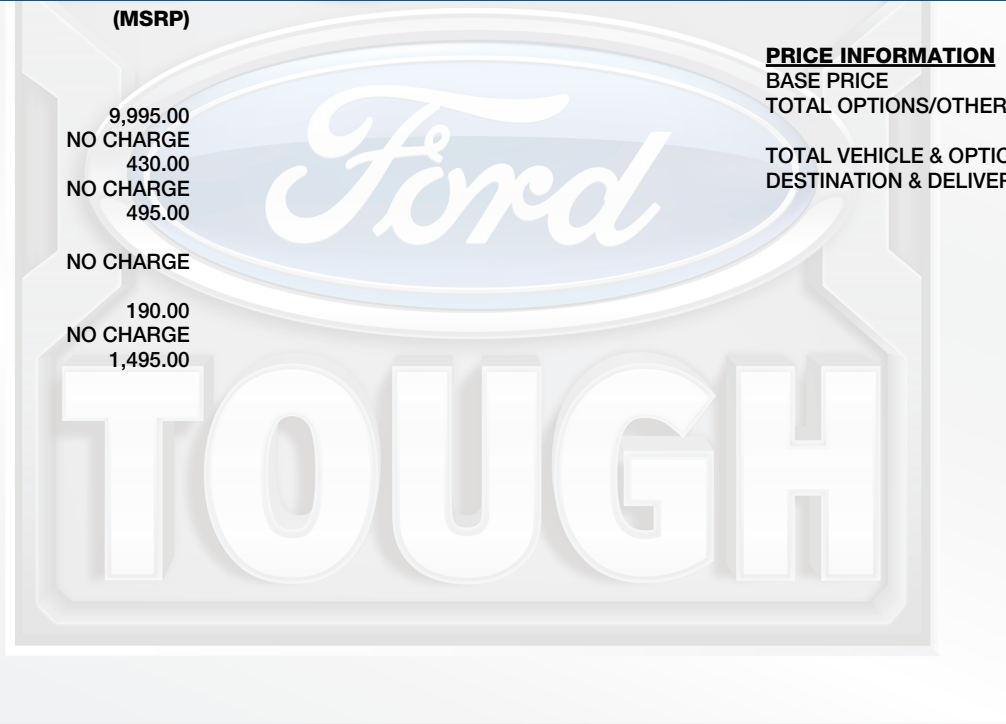 (MSRP)
9,995.00
NO CHARGE
430.00
NO CHARGE
495.00
NO CHARGE
190.00
NO CHARGE
1,495.00
PRICE INFORMATION
BASE PRICE
TOTAL OPTIONS/OTHER
TOTAL VEHICLE & OPTIO
DESTINATION & DELIVER
Ford
TOUGH